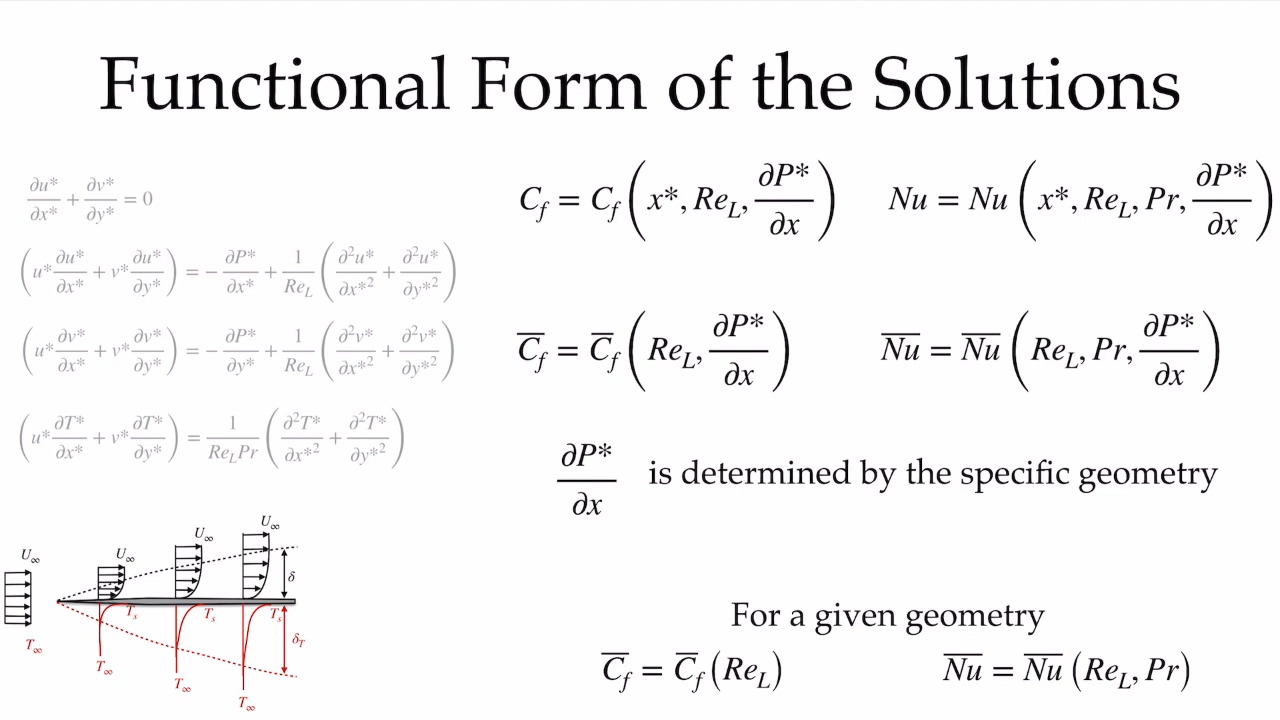 Functional Form of the Solutions
∂u*/∂x* + ∂v*/∂y* = 0
(u* ∂u*/∂x* + v* ∂u*/∂y*) = − ∂P*/∂x* + 1/Re_L (∂²u*/∂x*² + ∂²u*/∂y*²)
(u* ∂v*/∂x* + v* ∂v*/∂y*) = − ∂P*/∂y* + 1/Re_L (∂²v*/∂x*² + ∂²v*/∂y*²)
(u* ∂T*/∂x* + v* ∂T*/∂y*) = 1/(Re_L Pr) (∂²T*/∂x*² + ∂²T*/∂y*²)
C_f = C_f (x*, Re_L, ∂P*/∂x)
Nu = Nu (x*, Re_L, Pr, ∂P*/∂x)
C̅_f = C̅_f (Re_L, ∂P*/∂x)
N̅u̅ = N̅u̅ (Re_L, Pr, ∂P*/∂x)
∂P*/∂x is determined by the specific geometry
For a given geometry
C̅_f = C̅_f (Re_L)
N̅u̅ = N̅u̅ (Re_L, Pr)
U∞
U∞
U∞
U∞
δ
T_s
T_s
T_s
δ_T
T∞
T∞
T∞
T∞